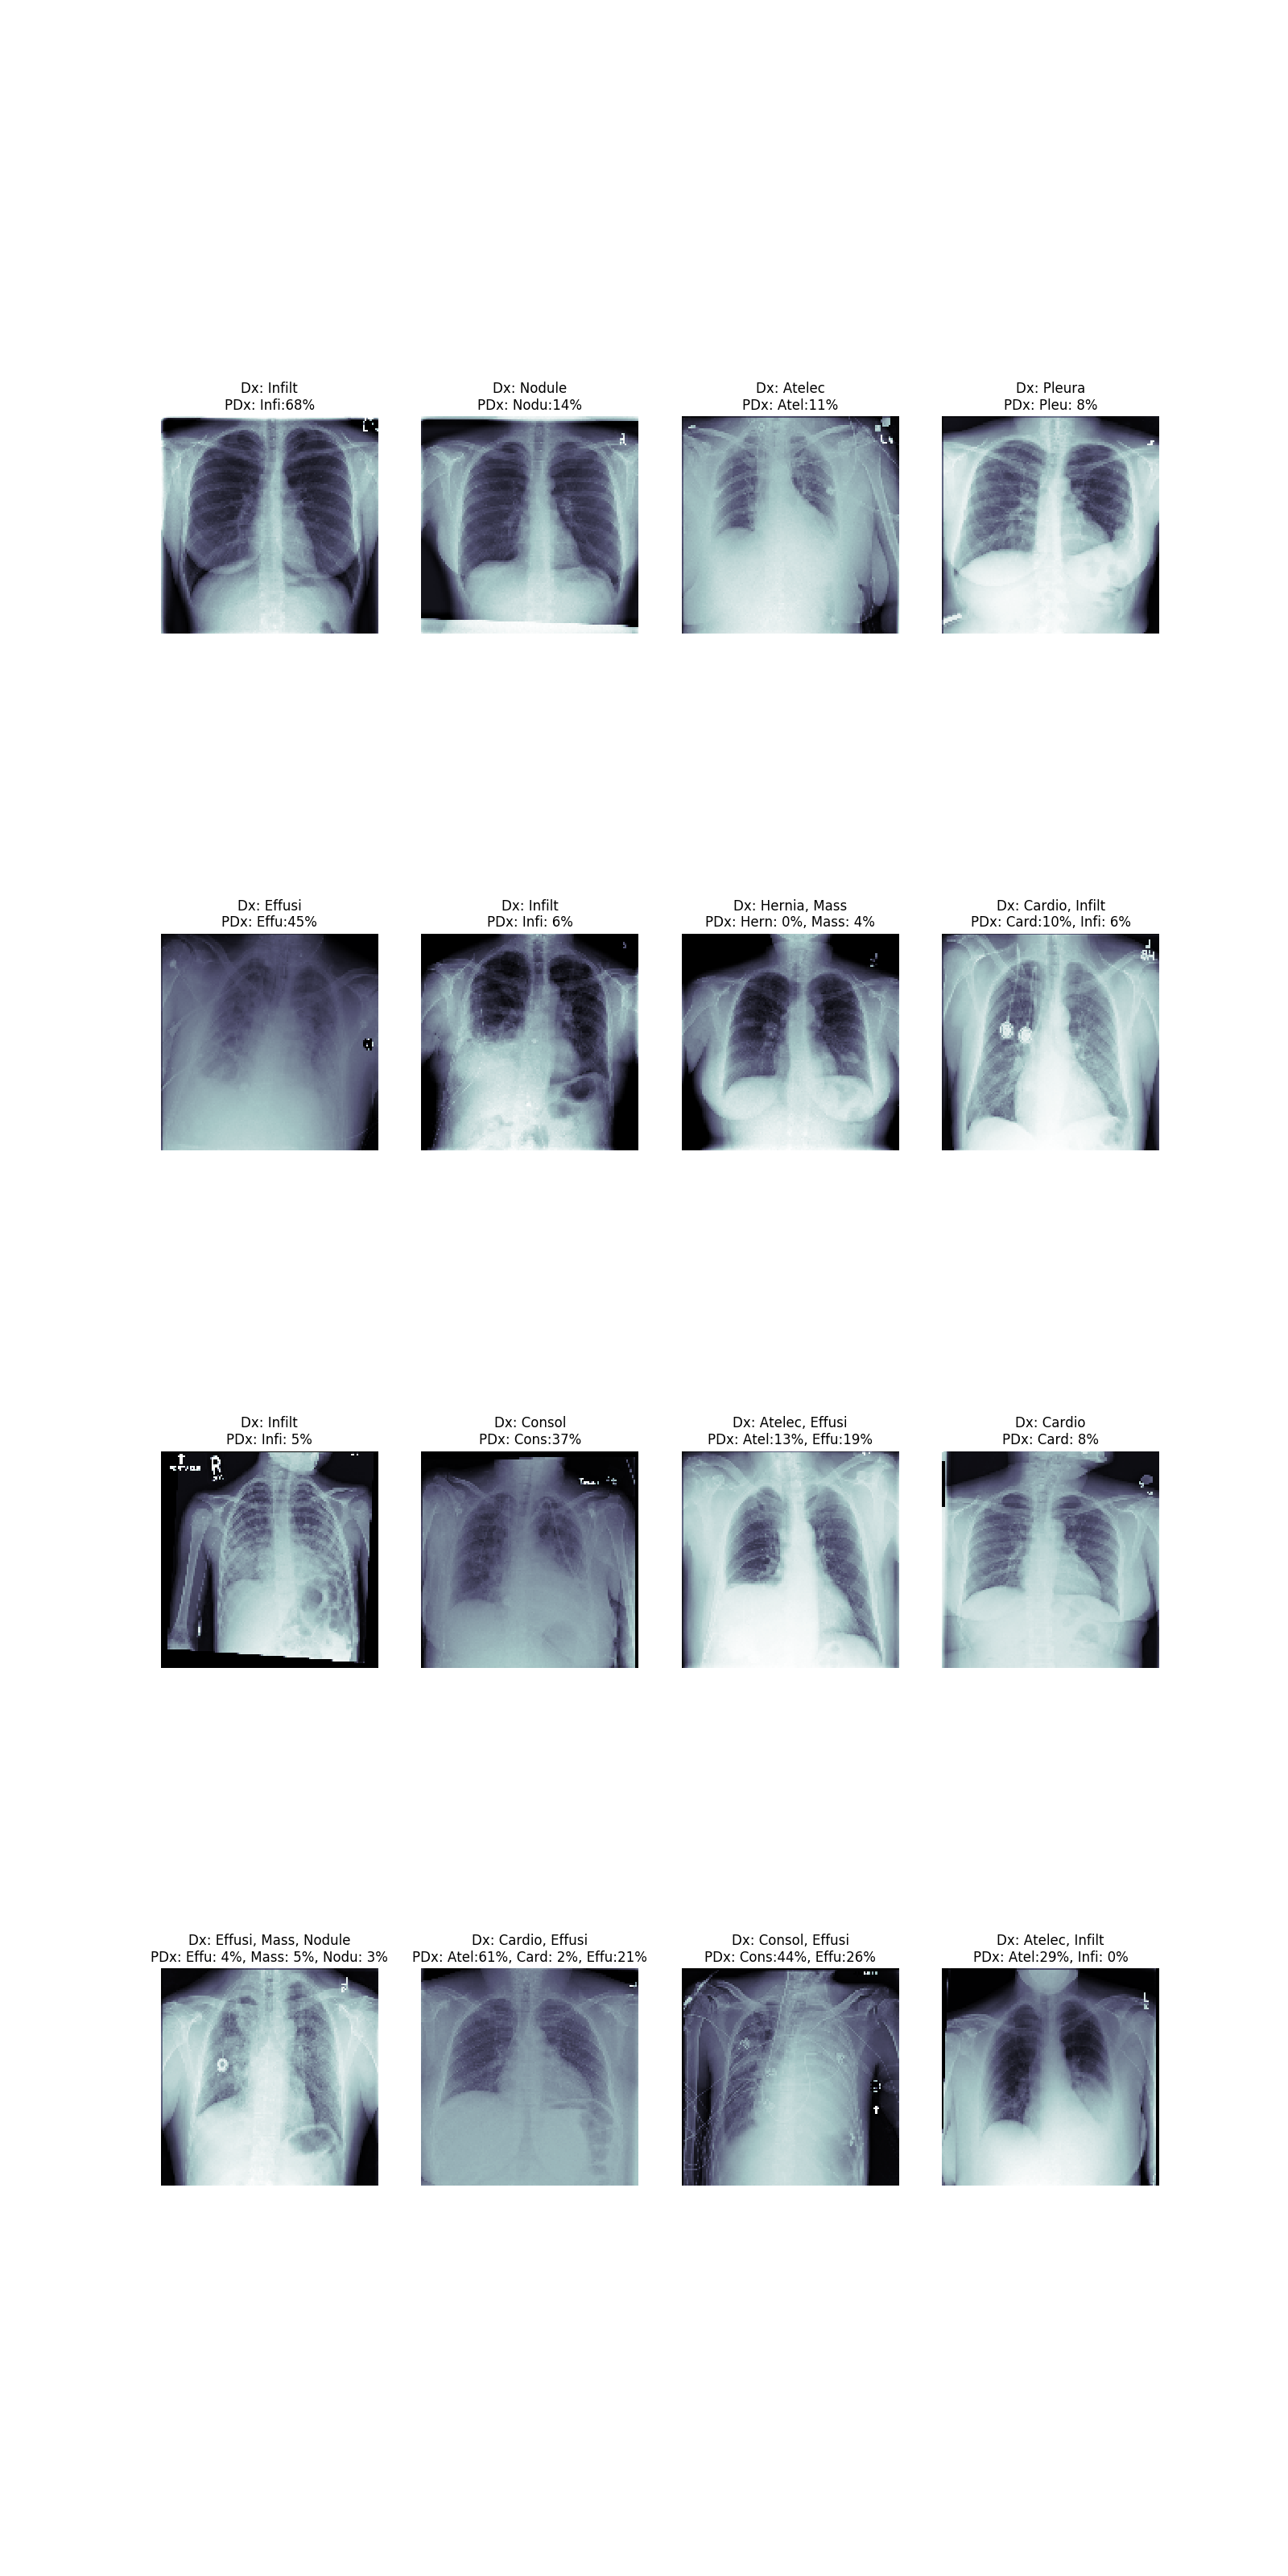 Dx: Infilt
PDx: Infi:68%
Dx: Nodule
PDx: Nodu:14%
Dx: Atelec
PDx: Atel:11%
Dx: Pleura
PDx: Pleu: 8%
Dx: Effusi
PDx: Effu:45%
Dx: Infilt
PDx: Infi: 6%
Dx: Hernia, Mass
PDx: Hern: 0%, Mass: 4%
Dx: Cardio, Infilt
PDx: Card:10%, Infi: 6%
Dx: Infilt
PDx: Infi: 5%
R
Dx: Consol
PDx: Cons:37%
Dx: Atelec, Effusi
PDx: Atel:13%, Effu:19%
Dx: Cardio
PDx: Card: 8%
Dx: Effusi, Mass, Nodule
PDx: Effu: 4%, Mass: 5%, Nodu: 3%
Dx: Cardio, Effusi
PDx: Atel:61%, Card: 2%, Effu:21%
Dx: Consol, Effusi
PDx: Cons:44%, Effu:26%
Dx: Atelec, Infilt
PDx: Atel:29%, Infi: 0%
L